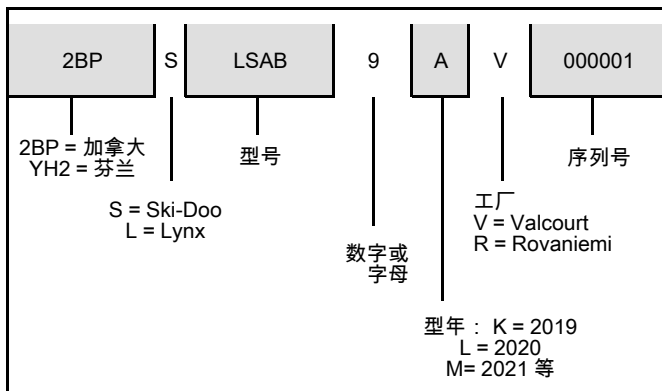 2BP S LSAB 9 A V 000001
2BP = 加拿大
YH2 = 芬兰
型号
序列号
S = Ski-Doo
L = Lynx
工厂
V = Valcourt
R = Rovaniemi
数字或
字母
型年 : K = 2019
L = 2020
M= 2021 等